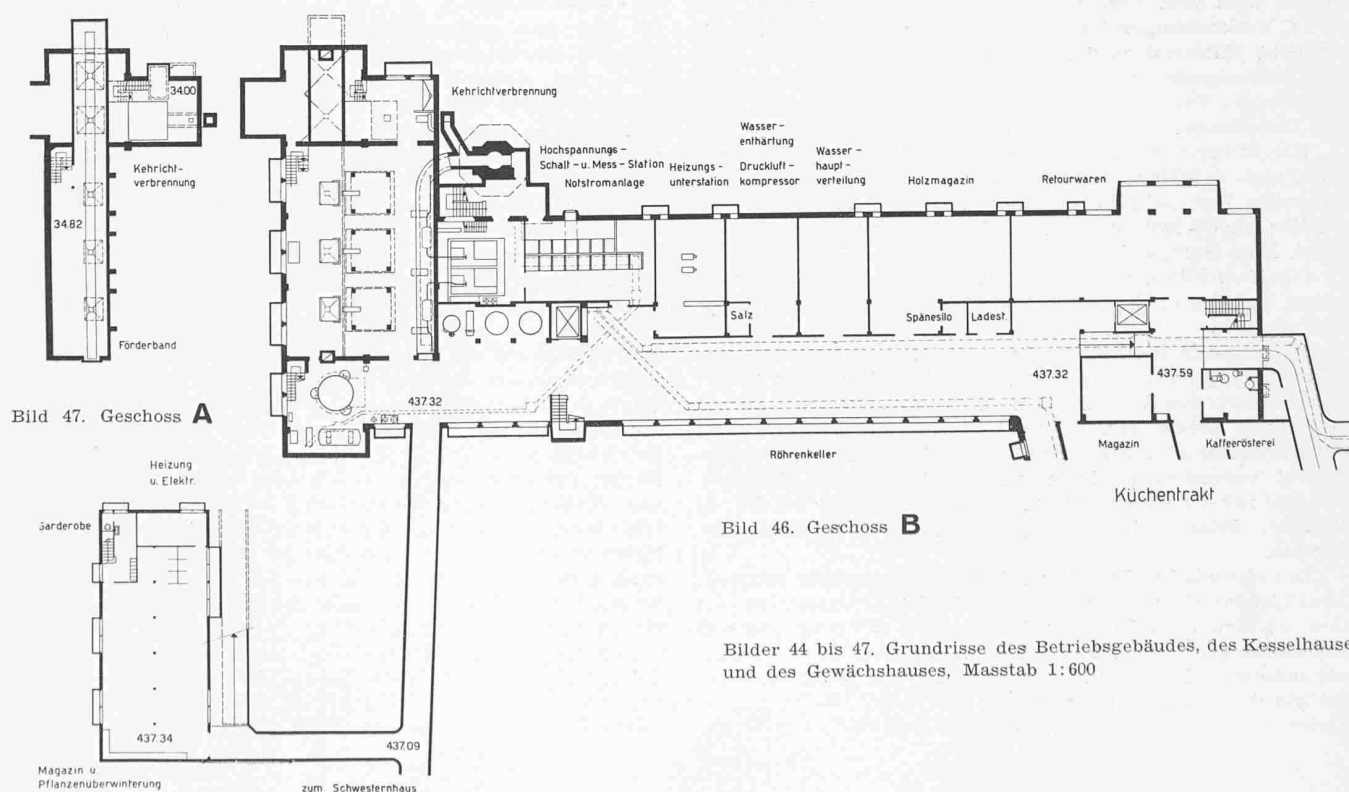 34.00
Kehricht-
verbrennung
34.82
Förderband
Bild 47. Geschoss A
Kehrichtverbrennung
Hochspannungs-
Schalt-u. Mess-Station
Notstromanlage
Heizungs-
unterstation
Wasser-
enthärtung
Druckluft-
kompressor
Wasser-
haupt-
verteilung
Holzmagazin
Retourwaren
Salz
Spänesilo
Ladest.
437.32
437.32
437.59
Röhrenkeller
Magazin
Kaffeerösterei
Küchentrakt
Bild 46. Geschoss B
Heizung
u. Elektr.
Garderobe
437.34
437.09
Magazin u
Pflanzenüberwinterung
zum Schwesternhaus
Bilder 44 bis 47. Grundrisse des Betriebsgebäudes, des Kesselhause
und des Gewächshauses, Masstab 1:600